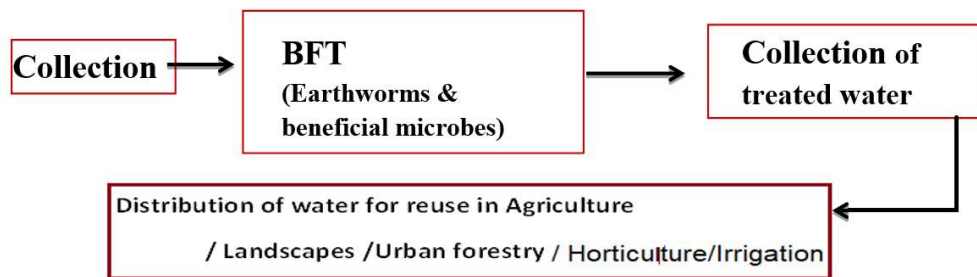 Collection
BFT
(Earthworms &
beneficial microbes)
Collection of
treated water
Distribution of water for reuse in Agriculture
/ Landscapes /Urban forestry / Horticulture/Irrigation